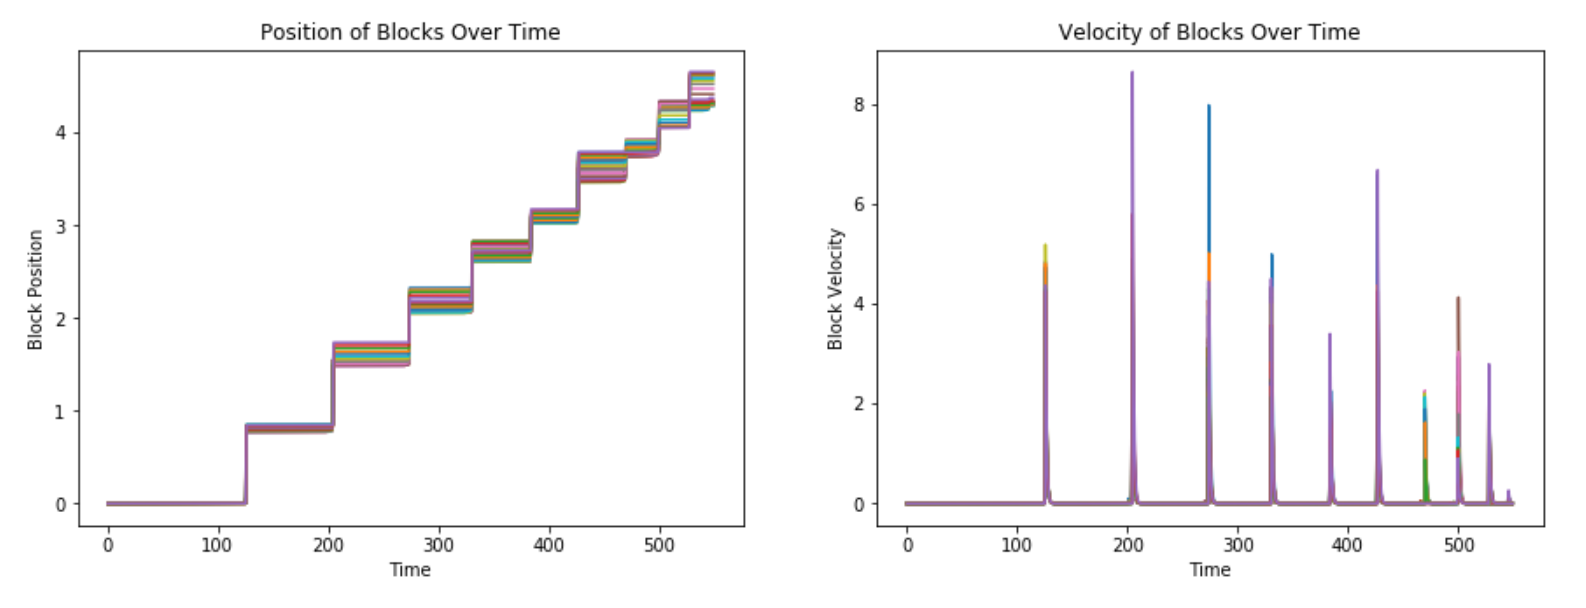 Position of Blocks Over Time
Block Position
4
3
2
1
0
0 100 200 300 400 500
Time
Velocity of Blocks Over Time
Block Velocity
8
6
4
2
0
0 100 200 300 400 500
Time